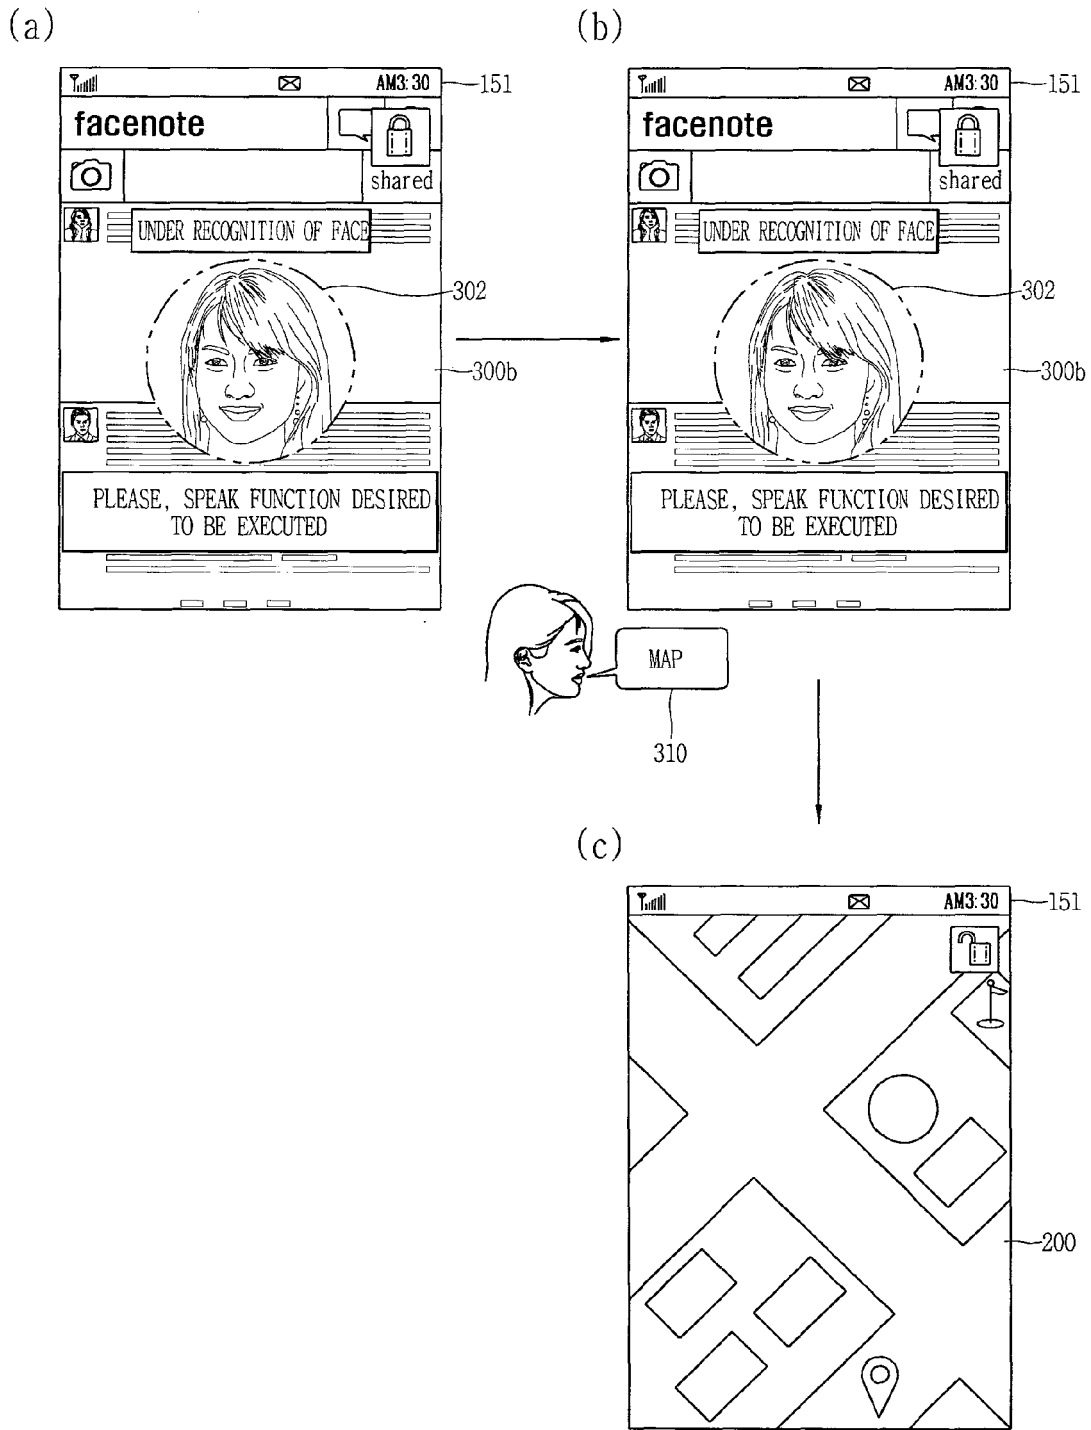 (a)
(b)
AM3:30
151
facenote
shared
UNDER RECOGNITION OF FACE
302
300b
PLEASE, SPEAK FUNCTION DESIRED
TO BE EXECUTED
AM3:30
151
facenote
shared
UNDER RECOGNITION OF FACE
302
300b
PLEASE, SPEAK FUNCTION DESIRED
TO BE EXECUTED
MAP
310
(c)
AM3:30
151
200